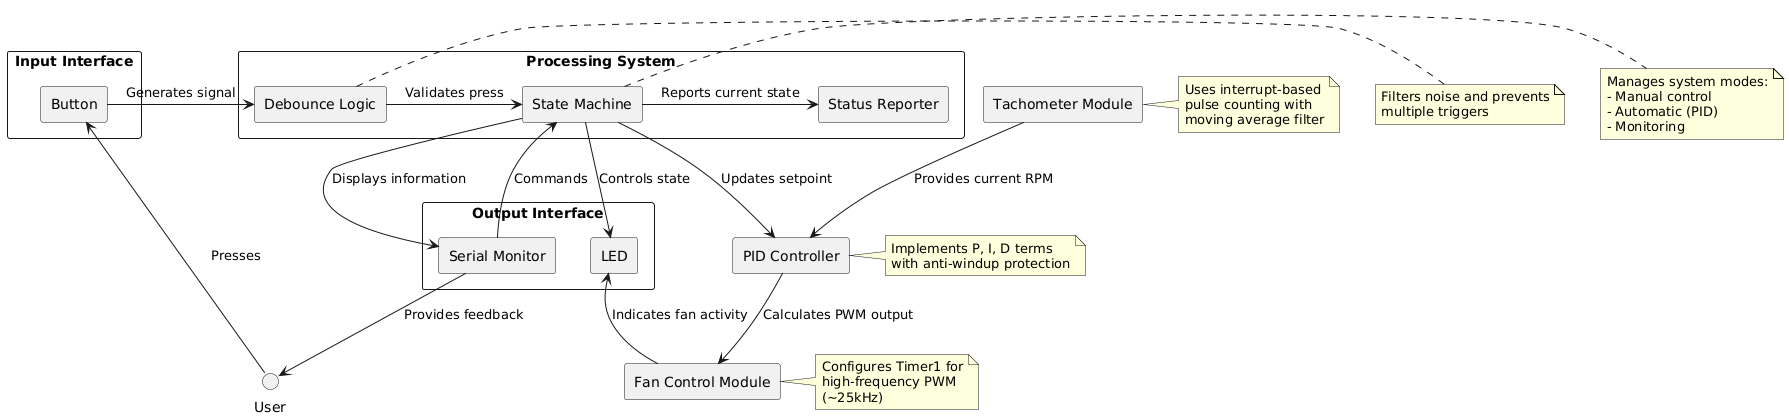 Input Interface
Processing System
Button
Generates signal
Debounce Logic
Validates press
State Machine
Reports current state
Status Reporter
Tachometer Module
Uses interrupt-based
pulse counting with
moving average filter
Filters noise and prevents
multiple triggers
Manages system modes:
- Manual control
- Automatic (PID)
- Monitoring
Displays information
Commands
Controls state
Updates setpoint
Provides current RPM
Output Interface
Serial Monitor
LED
PID Controller
Implements P, I, D terms
with anti-windup protection
Presses
Provides feedback
Indicates fan activity
Calculates PWM output
Fan Control Module
Configures Timer1 for
high-frequency PWM
(~25kHz)
User